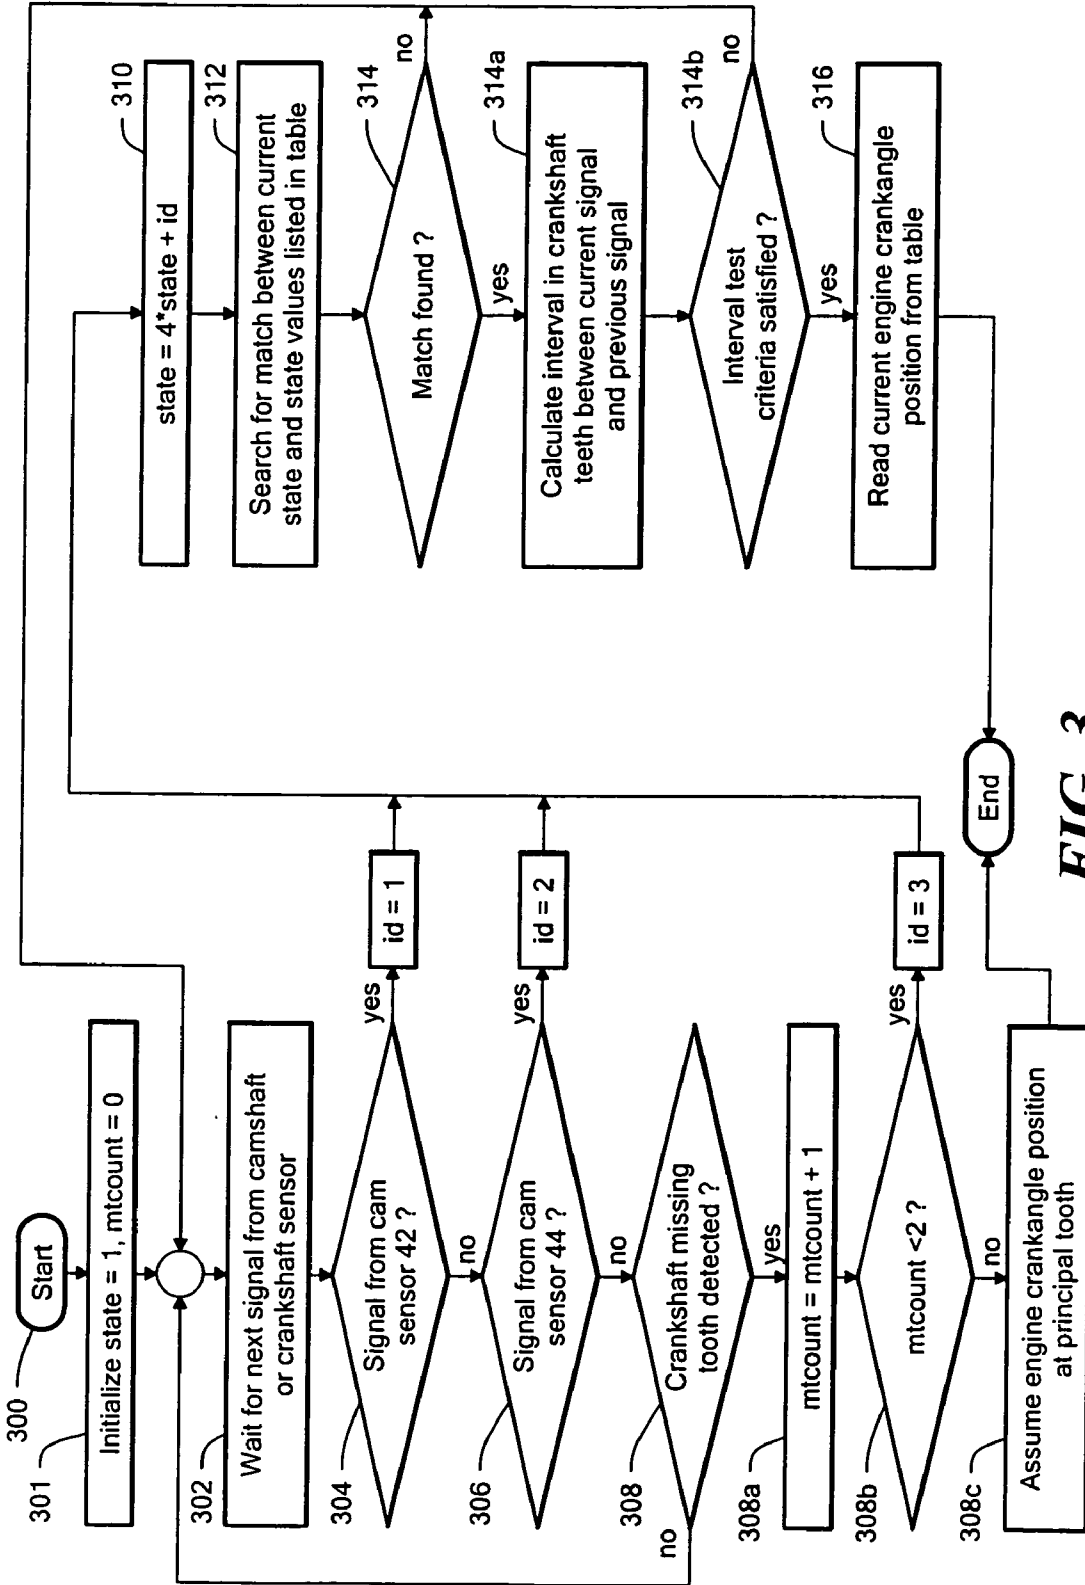 300
Start
301
Initialize state = 1, mtcount = 0
302
Wait for next signal from camshaft
or crankshaft sensor
304
Signal from cam
sensor 42 ?
yes
id = 1
no
306
Signal from cam
sensor 44 ?
yes
id = 2
no
308
Crankshaft missing
tooth detected ?
no
yes
308a
mtcount = mtcount + 1
308b
mtcount <2 ?
yes
id = 3
no
308c
Assume engine crankangle position
at principal tooth
End
310
state = 4*state + id
312
Search for match between current
state and state values listed in table
314
Match found ?
no
yes
314a
Calculate interval in crankshaft
teeth between current signal
and previous signal
314b
Interval test
criteria satisfied ?
no
yes
316
Read current engine crankangle
position from table
FIG. 3